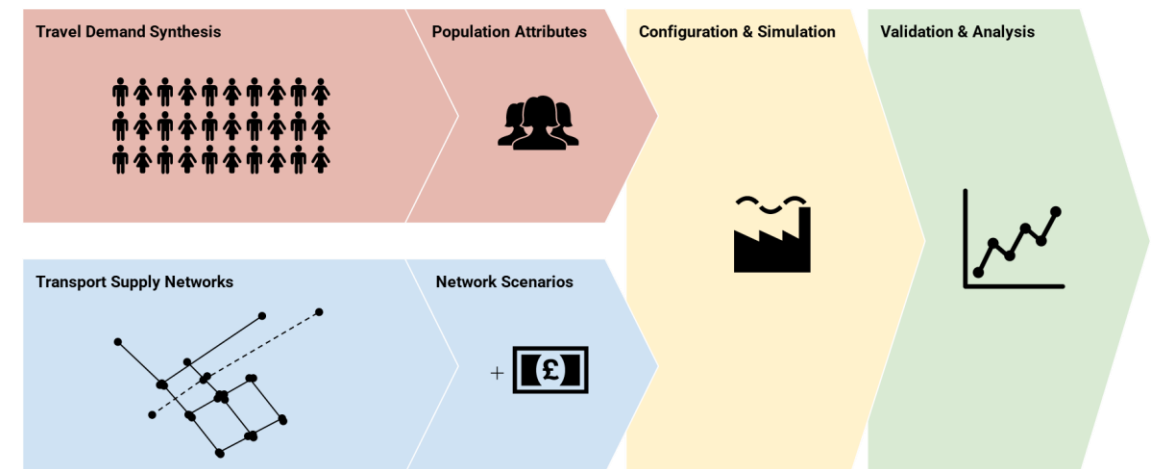 Travel Demand Synthesis
Population Attributes
Configuration & Simulation
Validation & Analysis
Transport Supply Networks
Network Scenarios
+ £